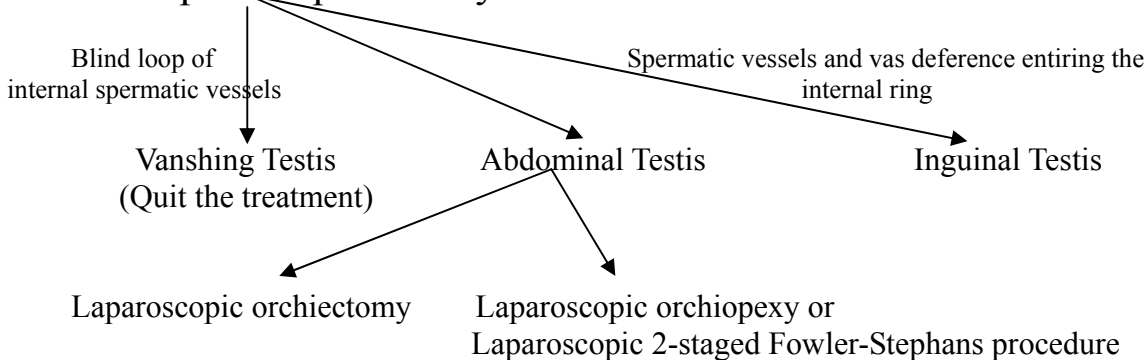 Blind loop of
internal spermatic vessels
Spermatic vessels and vas deference entiring the
internal ring
Vanshing Testis
(Quit the treatment)
Abdominal Testis
Inguinal Testis
Laparoscopic orchiectomy
Laparoscopic orchiopexy or
Laparoscopic 2-staged Fowler-Stephans procedure